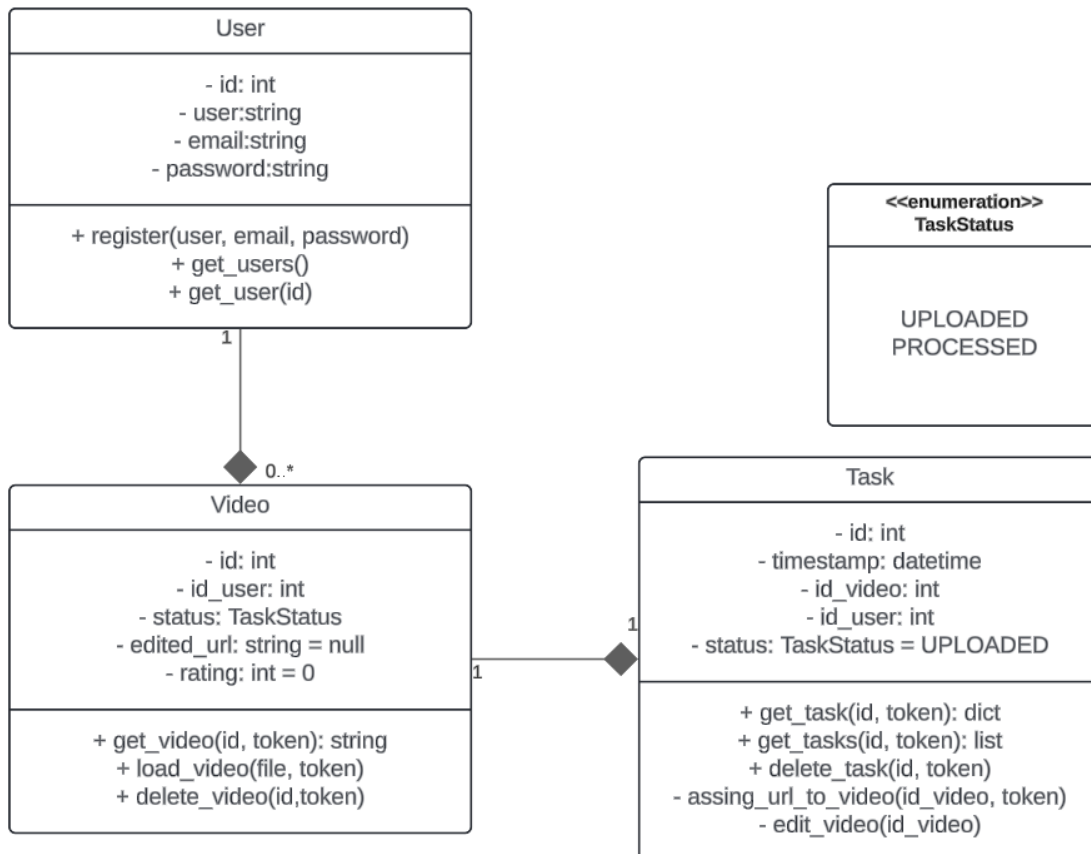 User
- id: int
- user:string
- email:string
- password:string
+ register(user, email, password)
+ get_users()
+ get_user(id)
1
0..*
<<enumeration>>
TaskStatus
UPLOADED
PROCESSED
Video
- id: int
- id_user: int
- status: TaskStatus
- edited_url: string = null
- rating: int = 0
+ get_video(id, token): string
+ load_video(file, token)
+ delete_video(id,token)
1
1
Task
- id: int
- timestamp: datetime
- id_video: int
- id_user: int
- status: TaskStatus = UPLOADED
+ get_task(id, token): dict
+ get_tasks(id, token): list
+ delete_task(id, token)
- assing_url_to_video(id_video, token)
- edit_video(id_video)